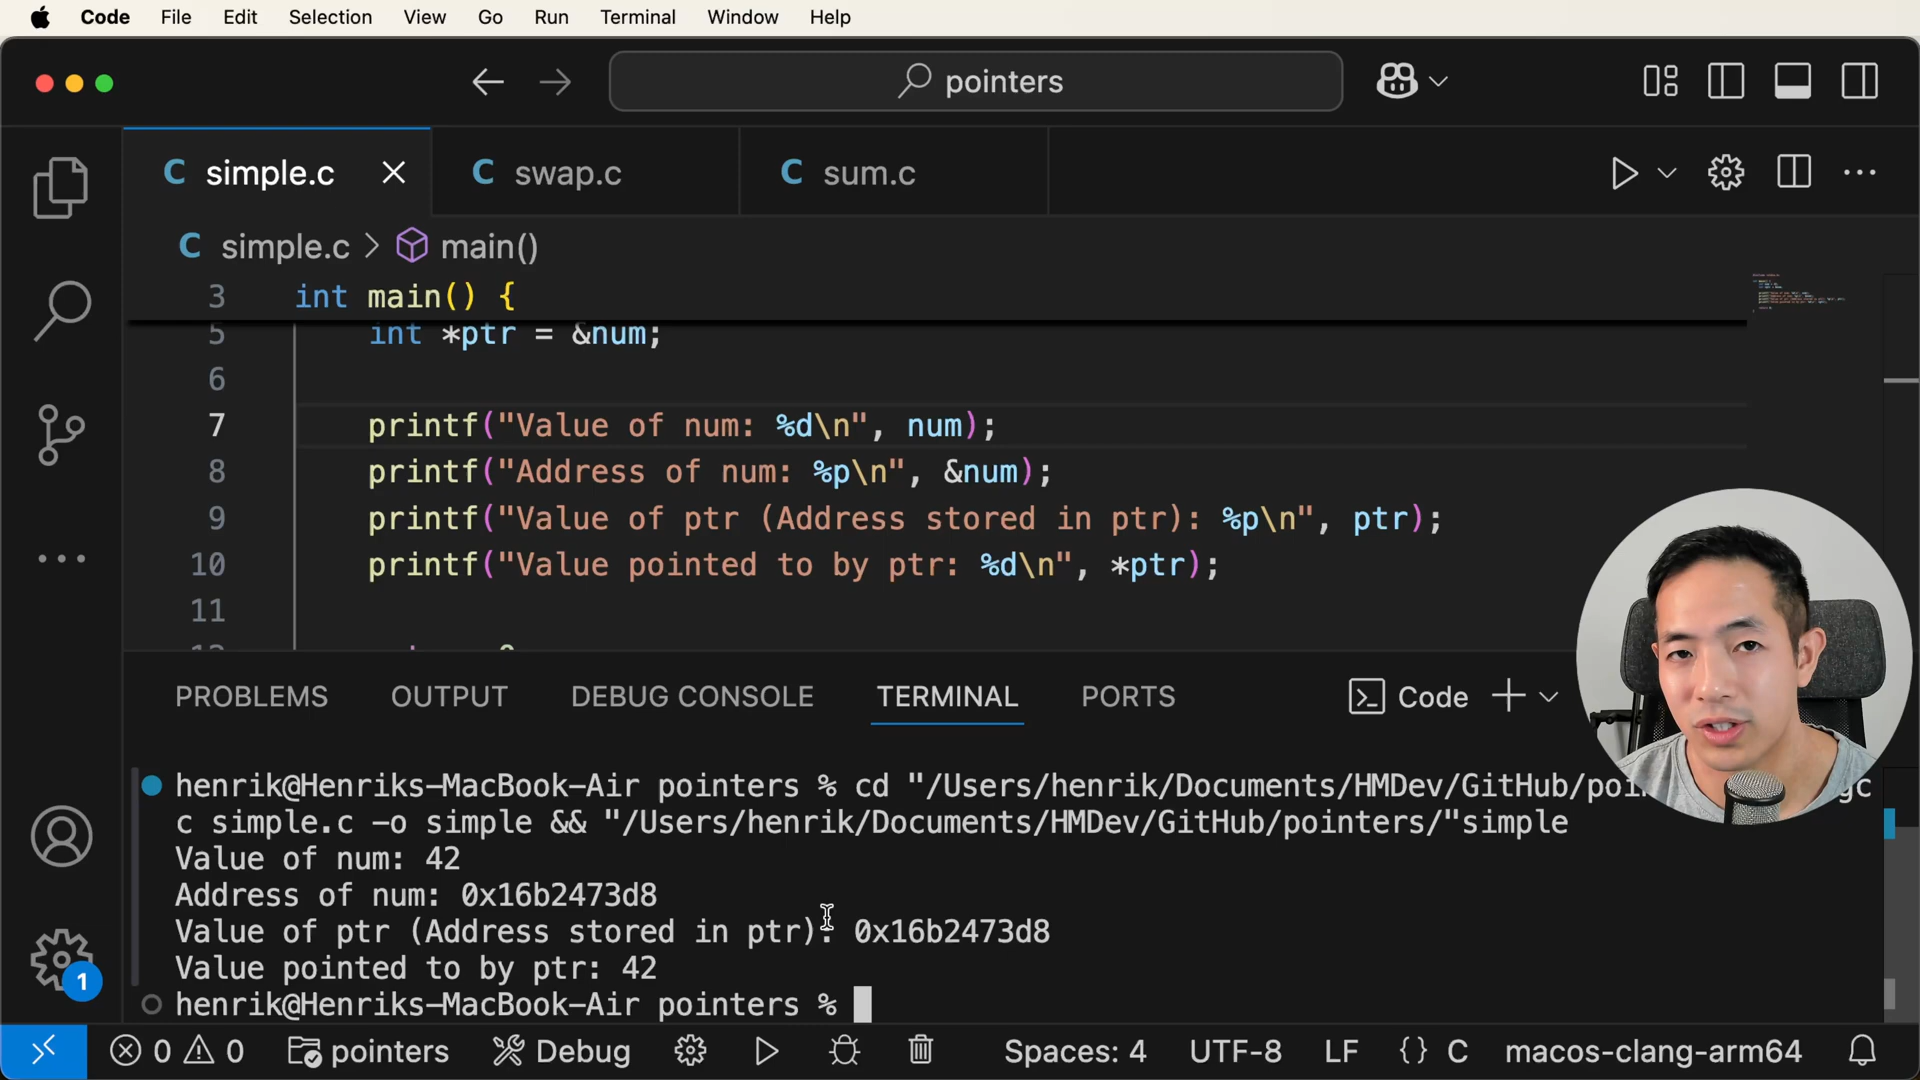 Code File Edit Selection View Go Run Terminal Window Help
pointers
C simple.c C swap.c C sum.c
C simple.c > main()
3 int main() {
5 int *ptr = &num;
6
7 printf("Value of num: %d\n", num);
8 printf("Address of num: %p\n", &num);
9 printf("Value of ptr (Address stored in ptr): %p\n", ptr);
10 printf("Value pointed to by ptr: %d\n", *ptr);
11
PROBLEMS OUTPUT DEBUG CONSOLE TERMINAL PORTS Code
henrik@Henriks-MacBook-Air pointers % cd "/Users/henrik/Documents/HMDev/GitHub/poi gc
c simple.c -o simple && "/Users/henrik/Documents/HMDev/GitHub/pointers/"simple
Value of num: 42
Address of num: 0x16b2473d8
Value of ptr (Address stored in ptr): 0x16b2473d8
Value pointed to by ptr: 42
henrik@Henriks-MacBook-Air pointers %
1
0 0 pointers Debug Spaces: 4 UTF-8 LF {} C macos-clang-arm64